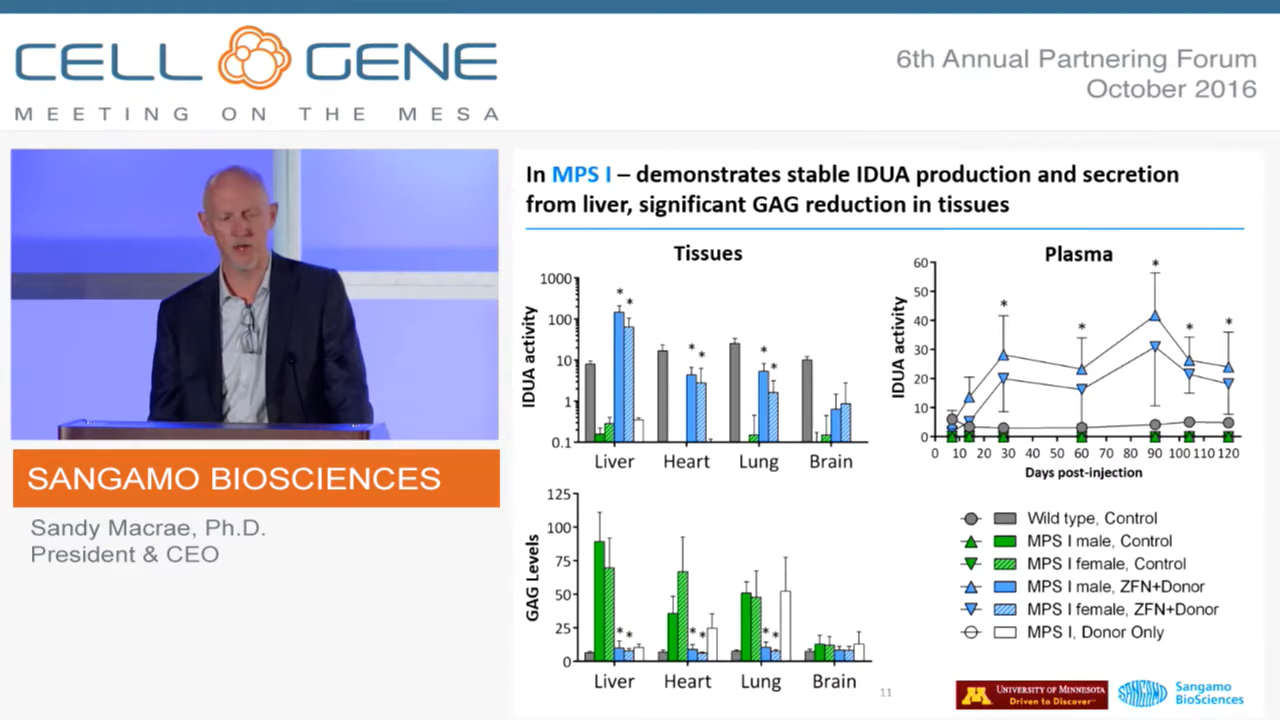 CELL GENE
MEETING ON THE MESA
6th Annual Partnering Forum
October 2016
SANGAMO BIOSCIENCES
Sandy Macrae, Ph.D.
President & CEO
In MPS I – demonstrates stable IDUA production and secretion
from liver, significant GAG reduction in tissues
Tissues
IDUA activity
1000
100
10
1
0.1
* * * * * *
Liver Heart Lung Brain
GAG Levels
125
100
75
50
25
0
* * * * * *
Liver Heart Lung Brain
Plasma
IDUA activity
60
50
40
30
20
10
0
* * * * *
0 10 20 30 40 50 60 70 80 90 100 110 120
Days post-injection
Wild type, Control
MPS I male, Control
MPS I female, Control
MPS I male, ZFN+Donor
MPS I female, ZFN+Donor
MPS I, Donor Only
11
M
UNIVERSITY OF MINNESOTA
Driven to Discover
SANGAMO
Sangamo
BioSciences